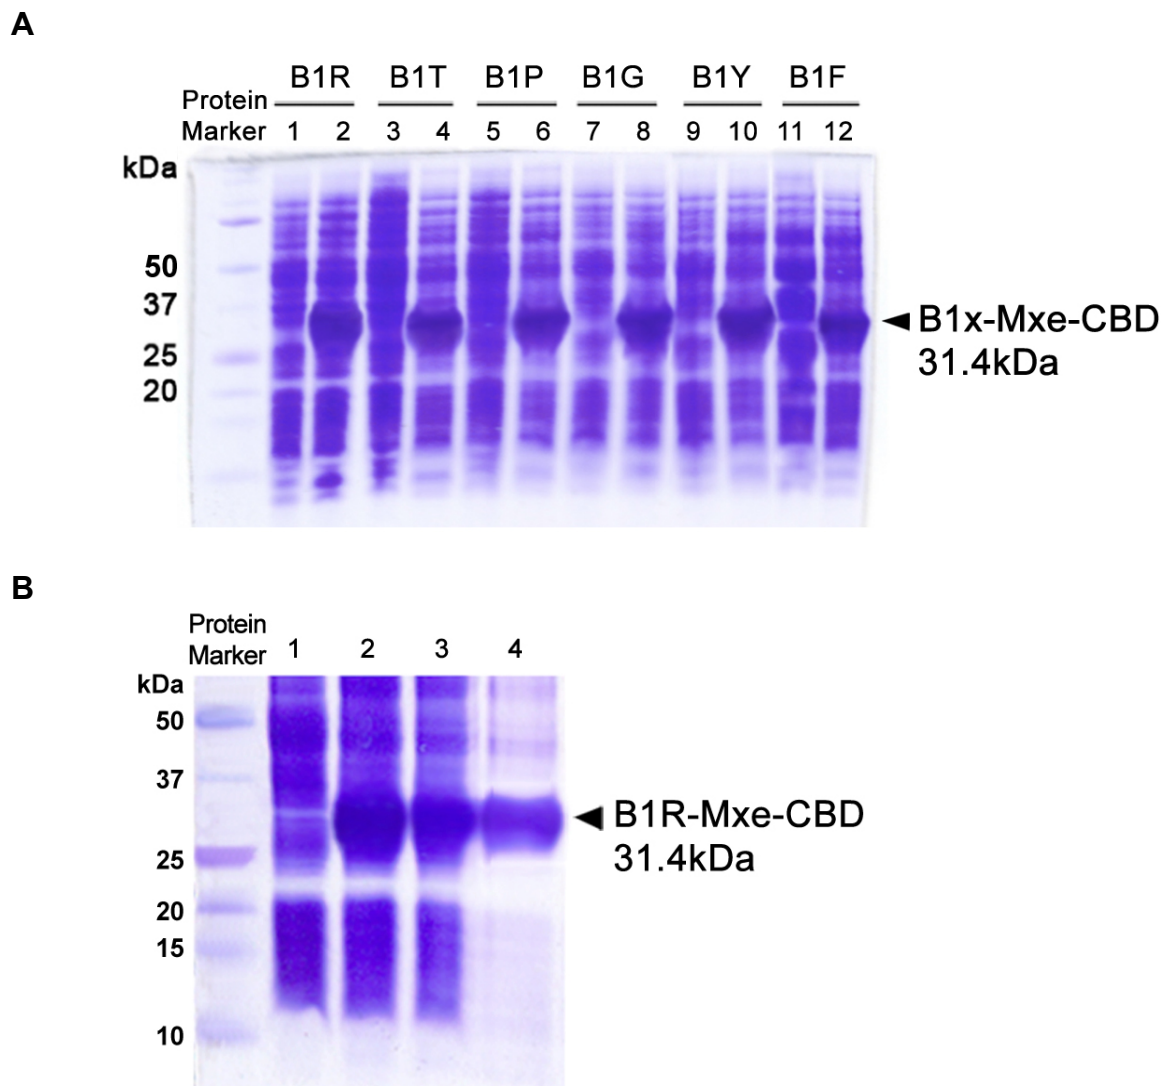 A
B1R B1T B1P B1G B1Y B1F
Protein
Marker 1 2 3 4 5 6 7 8 9 10 11 12
kDa
50
37
25
20
B1x-Mxe-CBD
31.4kDa
B
Protein
Marker 1 2 3 4
kDa
50
37
25
20
15
10
B1R-Mxe-CBD
31.4kDa